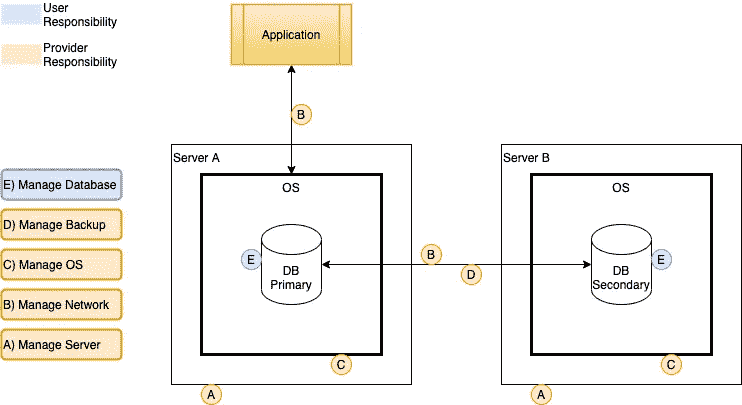 User
Responsibility
Provider
Responsibility
Application
B
Server A
Server B
OS
OS
E) Manage Database
D) Manage Backup
C) Manage OS
B) Manage Network
A) Manage Server
E
DB
Primary
B
D
DB
Secondary
E
C
C
A
A